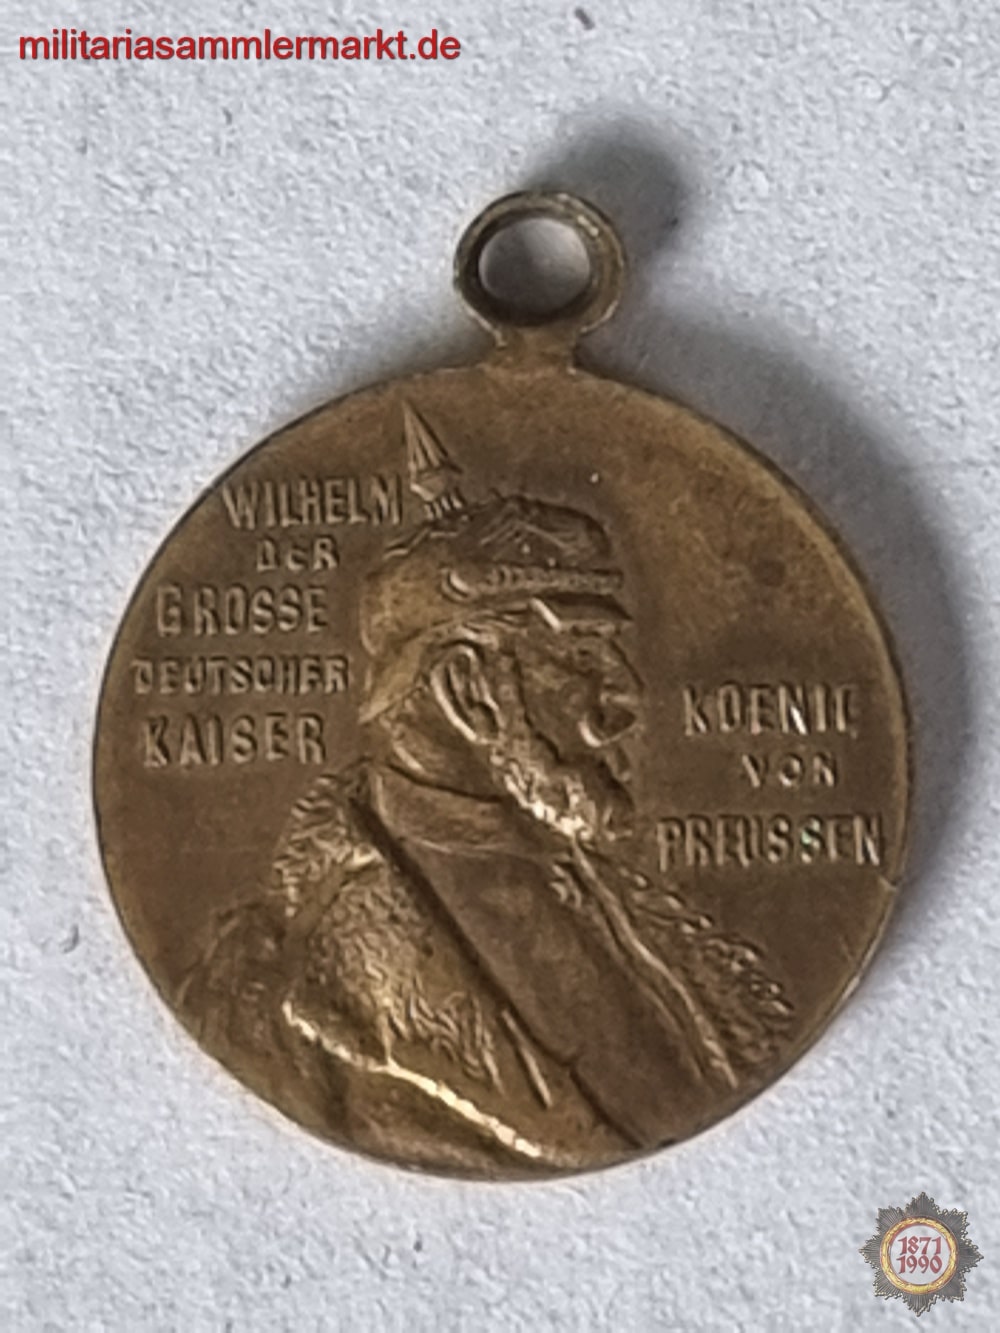 militariasammlermarkt.de
WILHELM
DER
GROSSE
DEUTSCHER
KAISER
KOENIG
VON
PREUSSEN
1871
1990